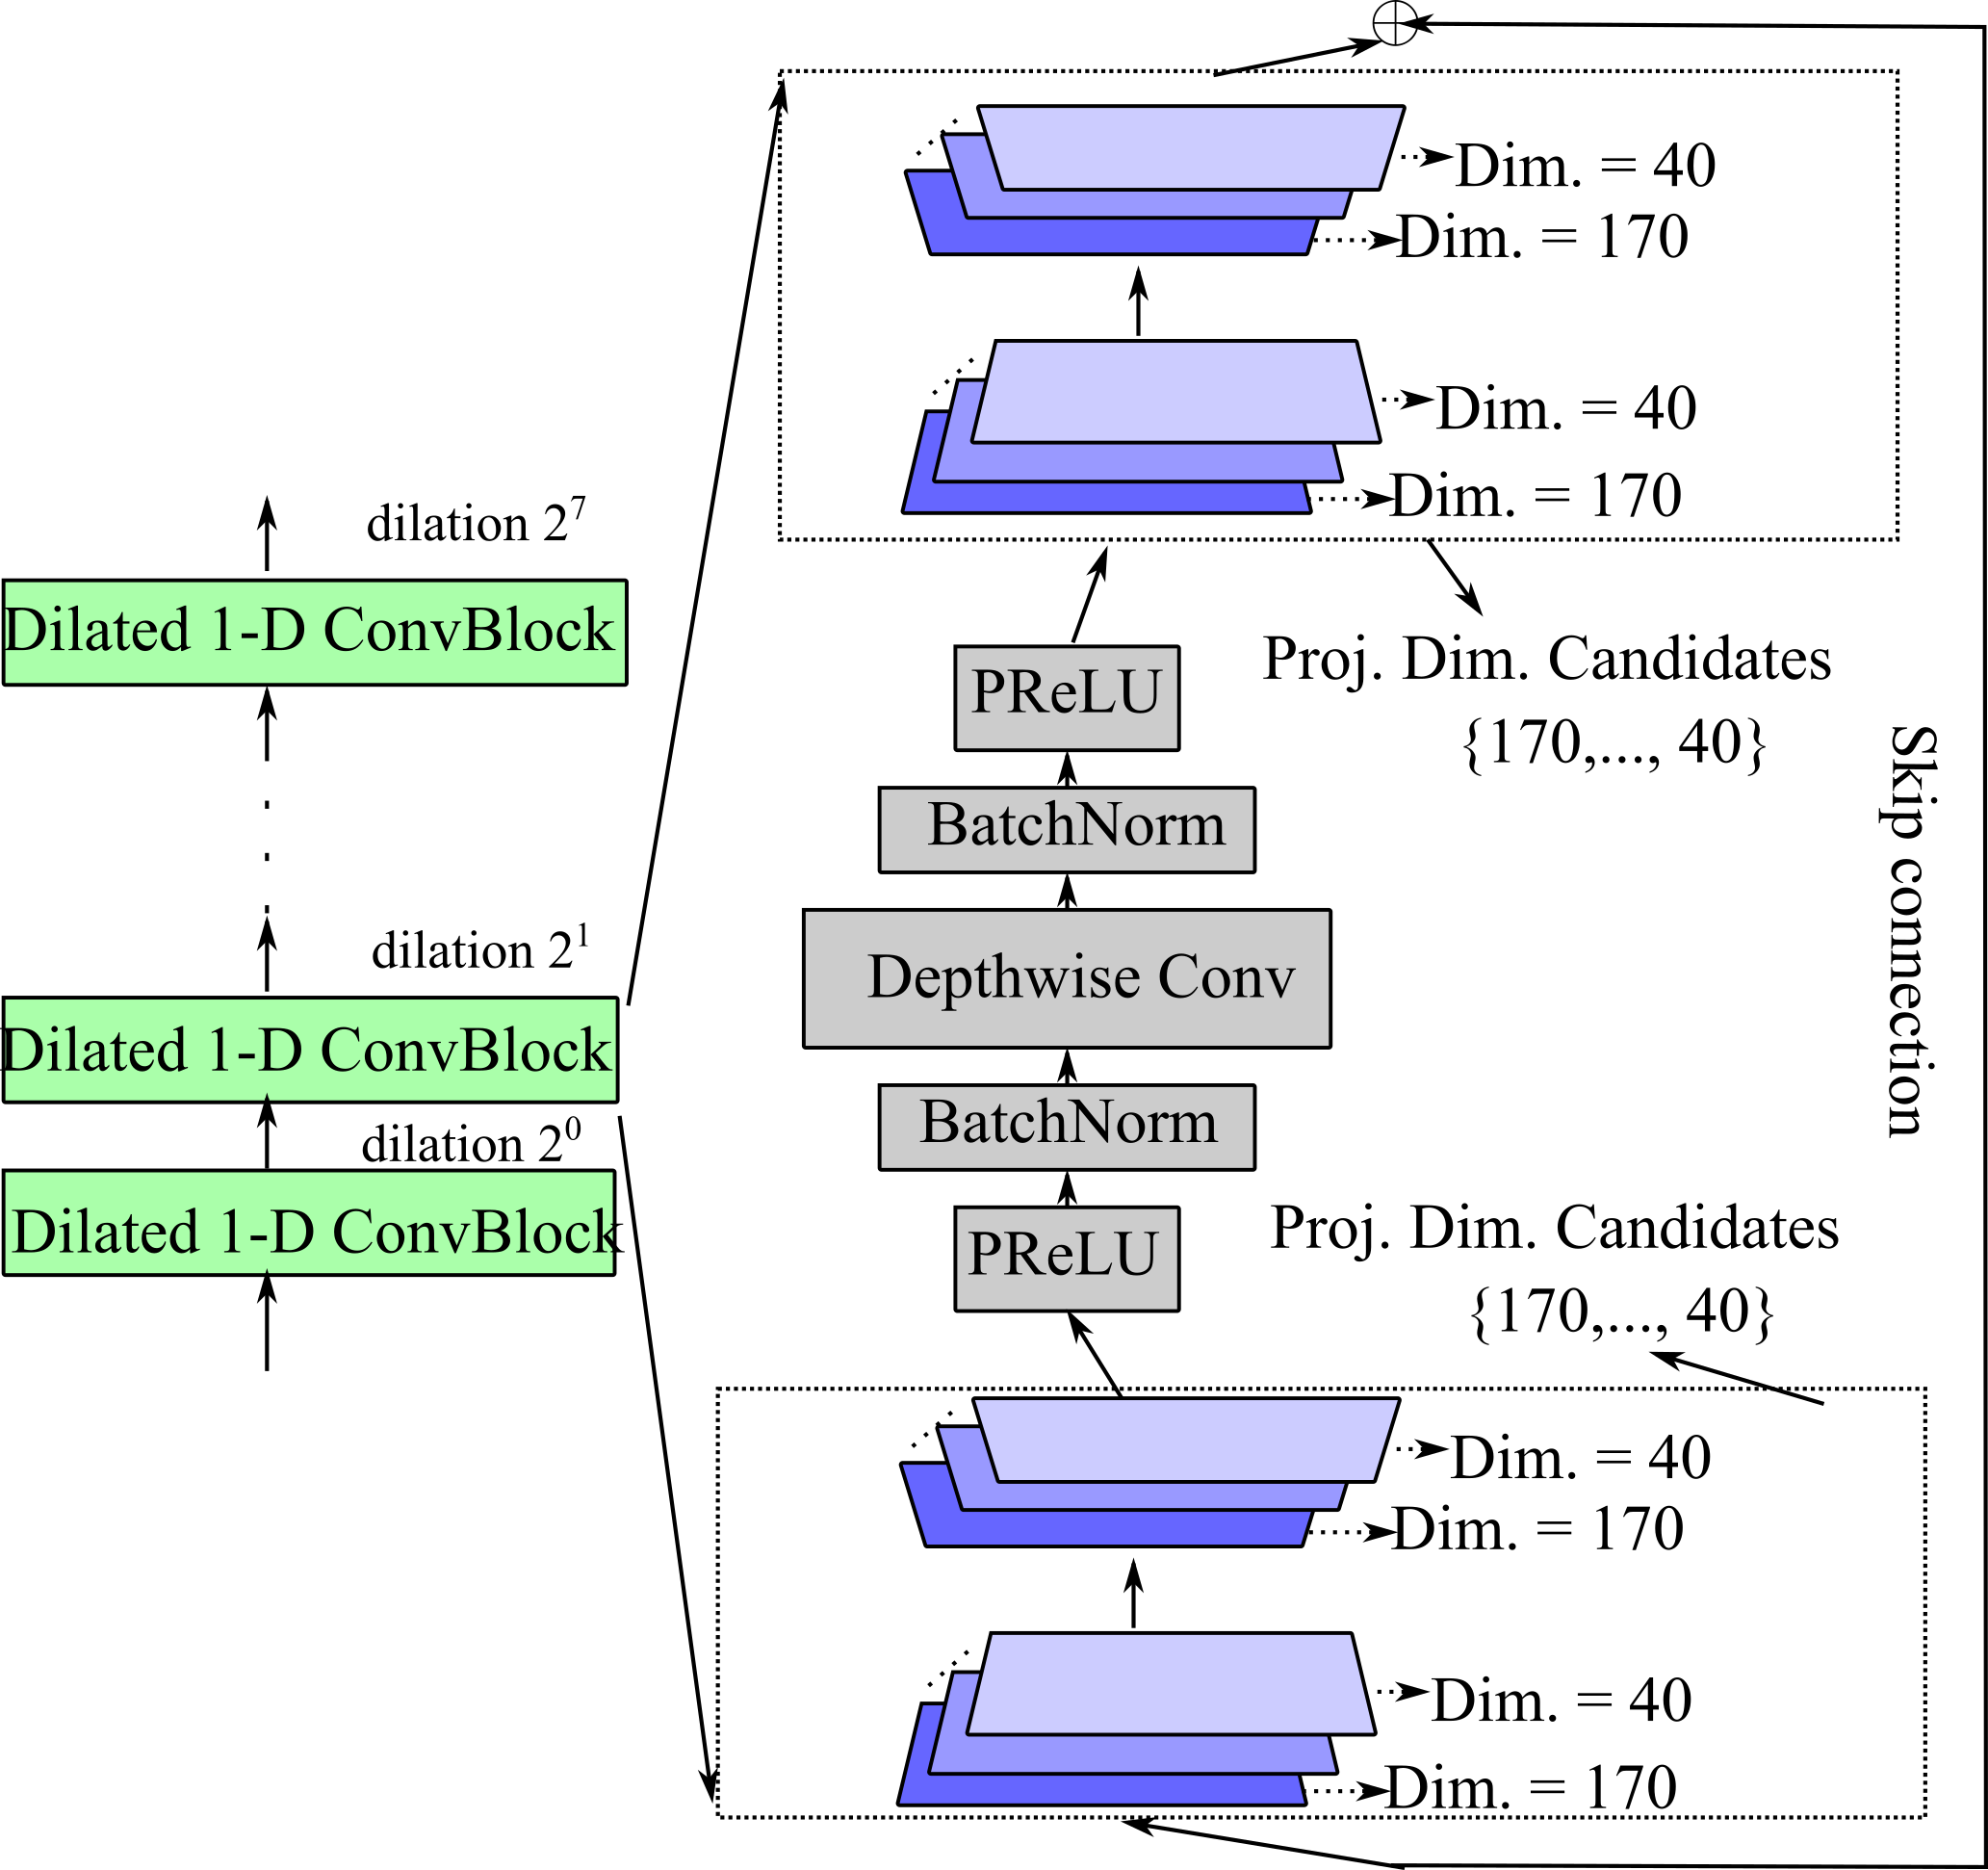 dilation 2^7
Dilated 1-D ConvBlock
dilation 2^1
Dilated 1-D ConvBlock
dilation 2^0
Dilated 1-D ConvBlock
Dim. = 40
Dim. = 170
Dim. = 40
Dim. = 170
Proj. Dim. Candidates
{170,..., 40}
PReLU
BatchNorm
Depthwise Conv
BatchNorm
PReLU
Proj. Dim. Candidates
{170,..., 40}
Dim. = 40
Dim. = 170
Dim. = 40
Dim. = 170
Skip connection